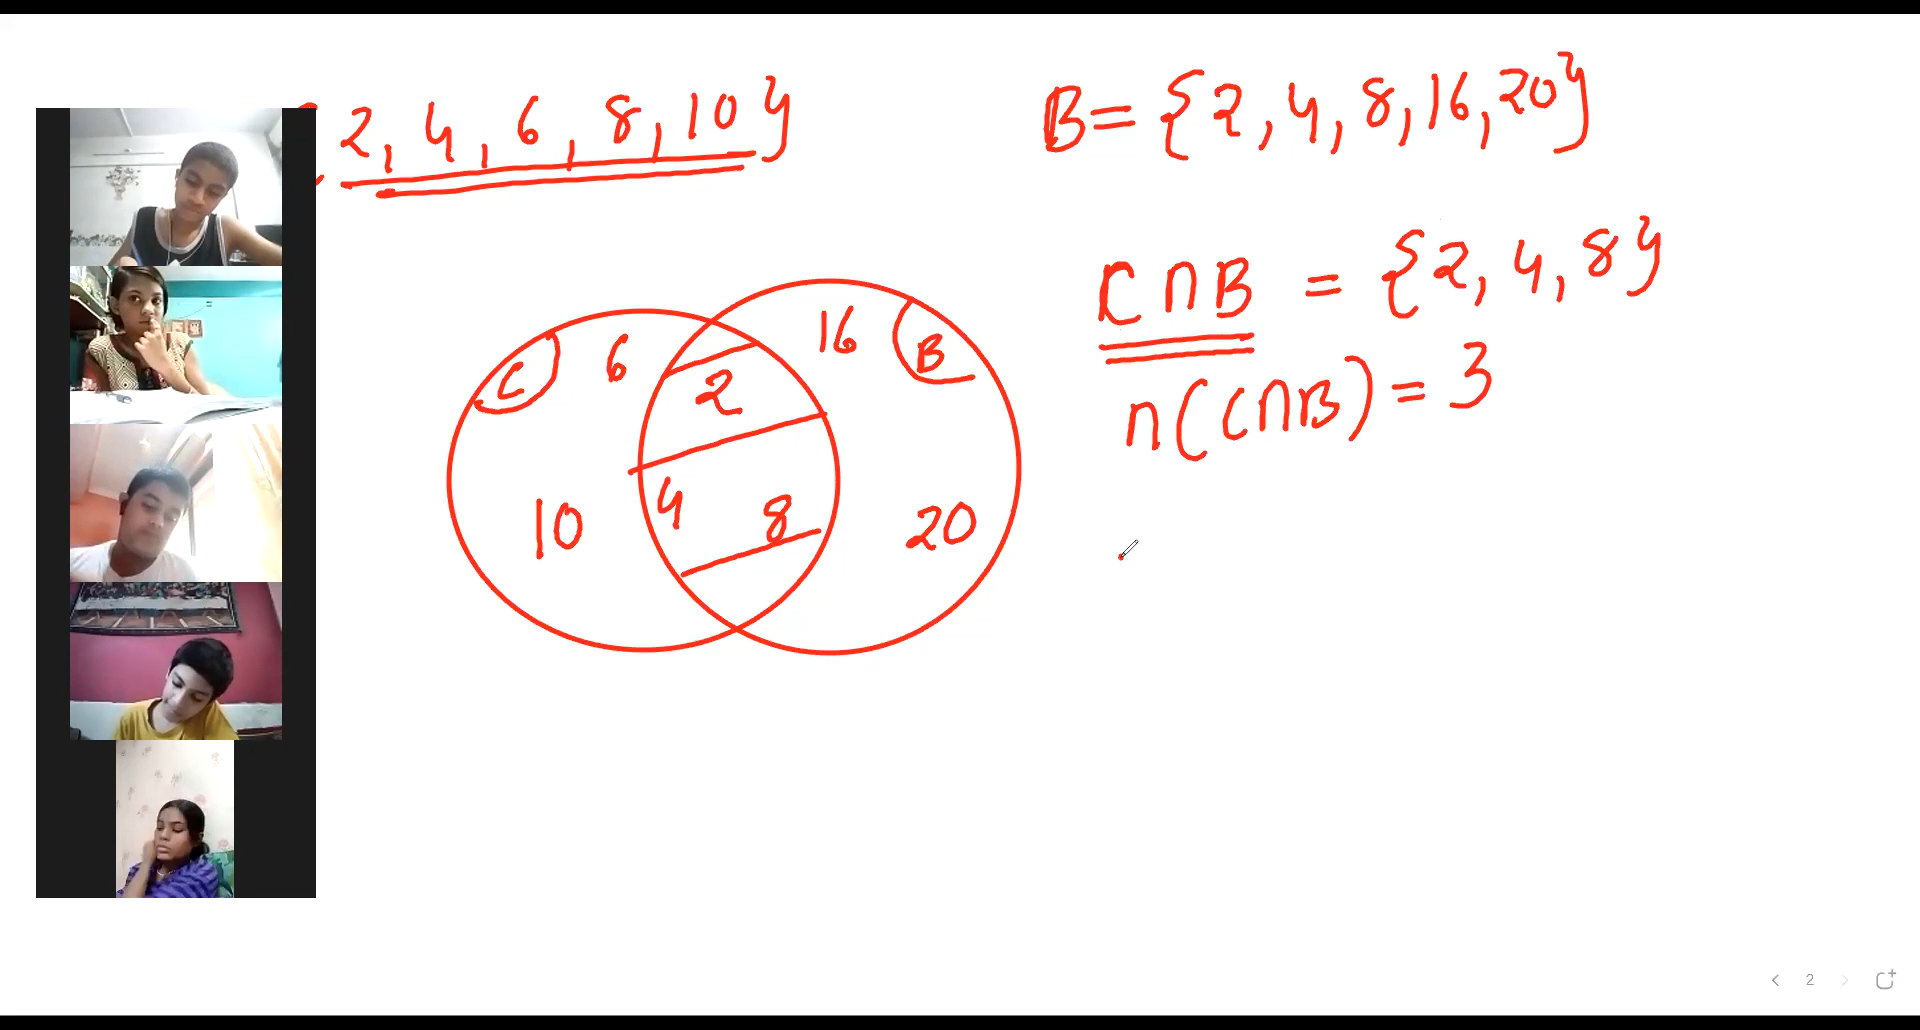 2, 4, 6, 8, 10}
B = {2, 4, 8, 16, 20}
C ∩ B = {2, 4, 8}
n(C∩B) = 3
C 6 2 16 B
10 4 8 20
2